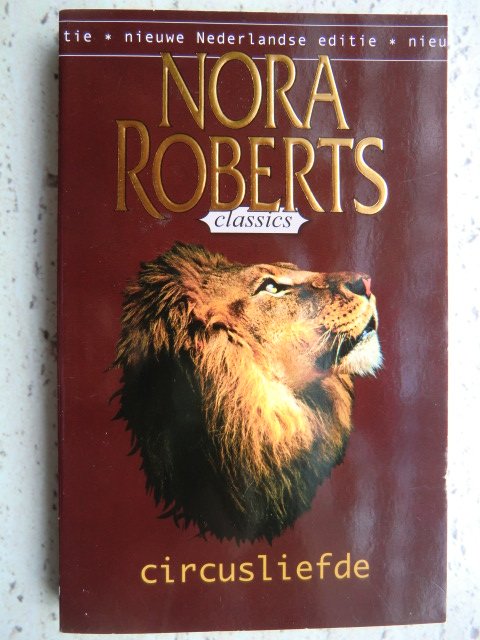 tie * nieuwe Nederlandse editie * nieu
NORA
ROBERTS
classics
circusliefde